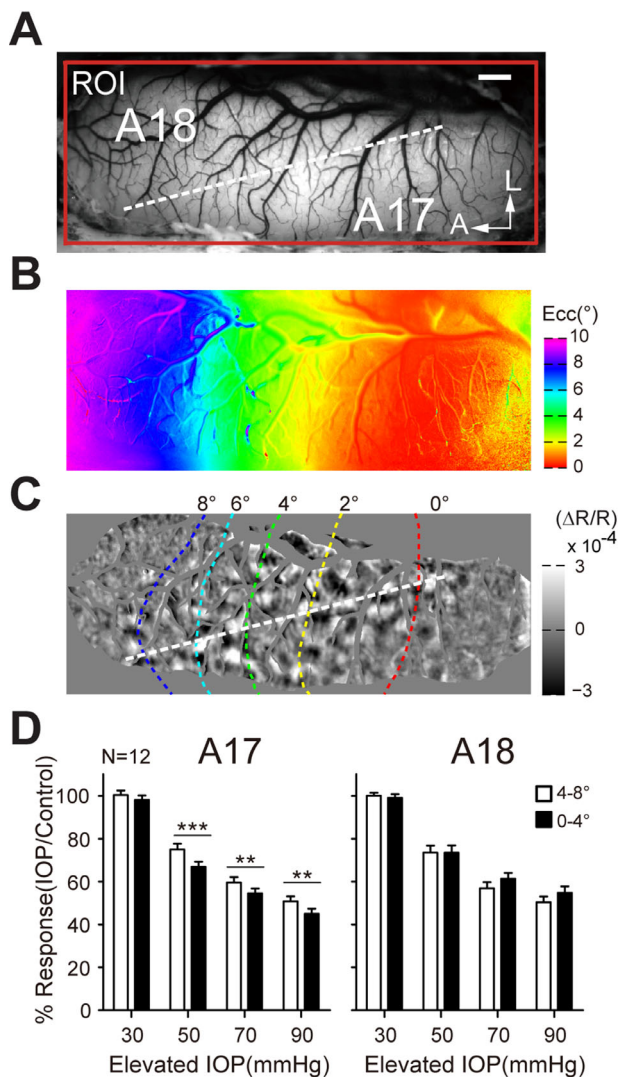 A
ROI
A18
A17
L
A
B
Ecc(°)
10
8
6
4
2
0
C
8° 6° 4° 2° 0°
(ΔR/R)
x 10⁻⁴
3
0
−3
D
N=12
A17
A18
4-8°
0-4°
% Response(IOP/Control)
100
80
60
40
20
0
***
**
**
30 50 70 90
30 50 70 90
Elevated IOP(mmHg)
Elevated IOP(mmHg)